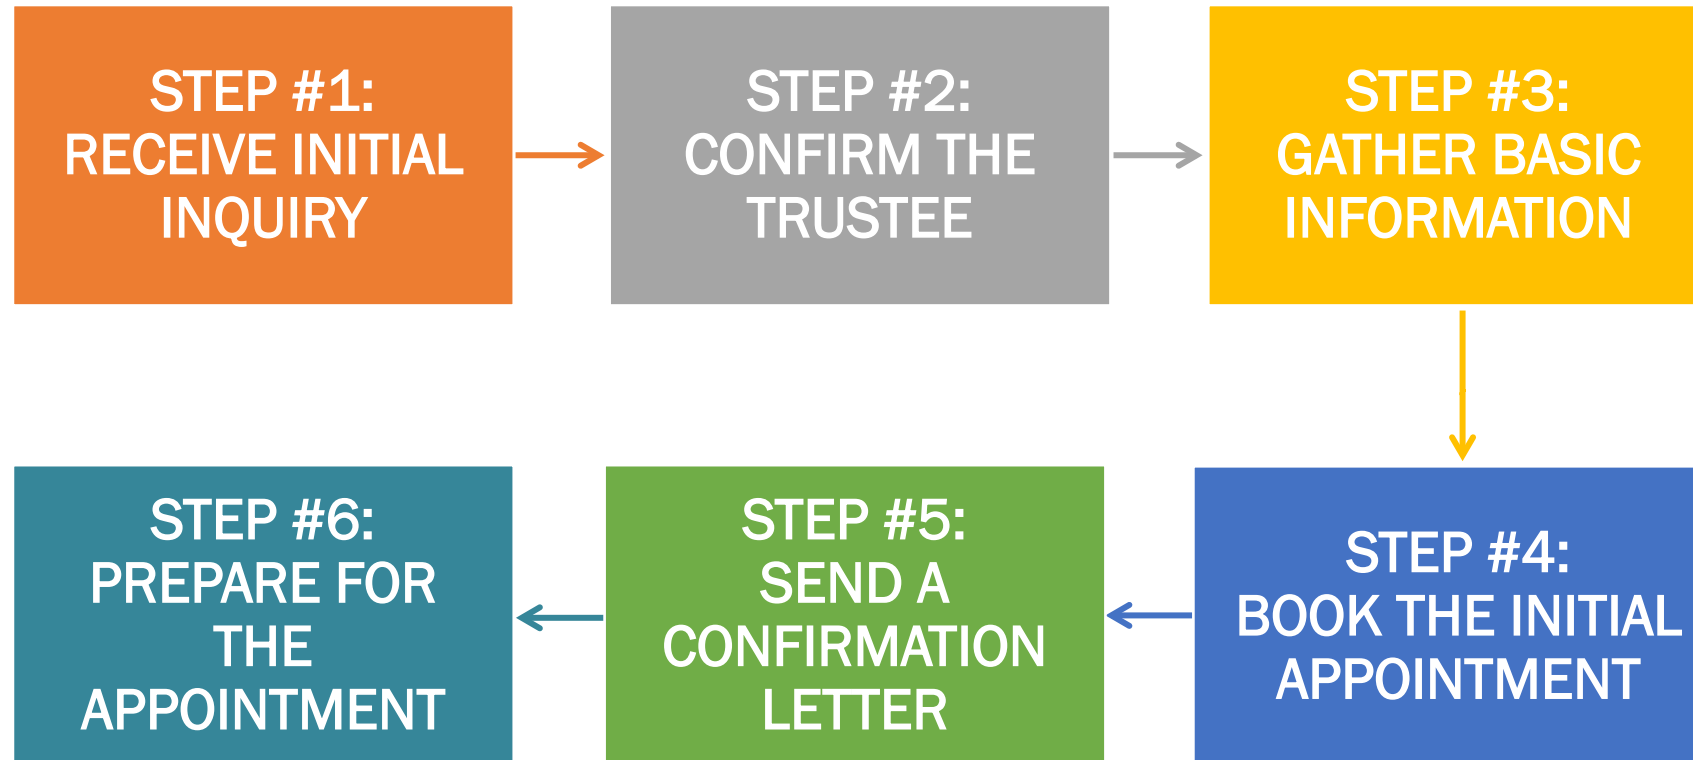 STEP #1:
RECEIVE INITIAL
INQUIRY
STEP #2:
CONFIRM THE
TRUSTEE
STEP #3:
GATHER BASIC
INFORMATION
STEP #4:
BOOK THE INITIAL
APPOINTMENT
STEP #5:
SEND A
CONFIRMATION
LETTER
STEP #6:
PREPARE FOR
THE
APPOINTMENT